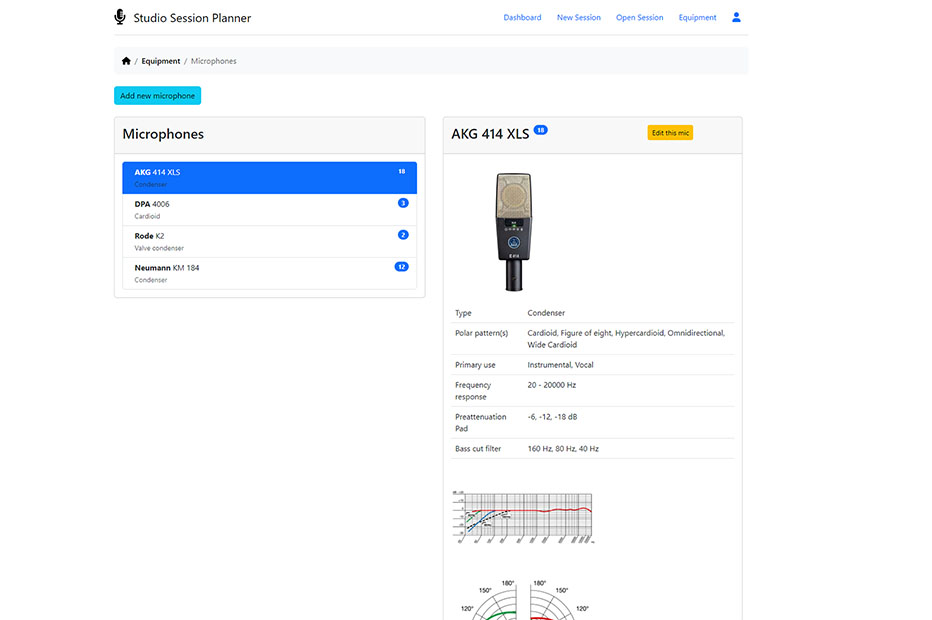 Studio Session Planner
Dashboard New Session Open Session Equipment
/ Equipment / Microphones
Add new microphone
Microphones
AKG 414 XLS 18
Condenser
DPA 4006 3
Cardioid
Rode K2 2
Valve condenser
Neumann KM 184 12
Condenser
AKG 414 XLS 18 Edit this mic
Type Condenser
Polar pattern(s) Cardioid, Figure of eight, Hypercardioid, Omnidirectional,
Wide Cardioid
Primary use Instrumental, Vocal
Frequency 20 - 20000 Hz
response
Preattenuation -6, -12, -18 dB
Pad
Bass cut filter 160 Hz, 80 Hz, 40 Hz
180° 180°
150° 150°
120° 120°